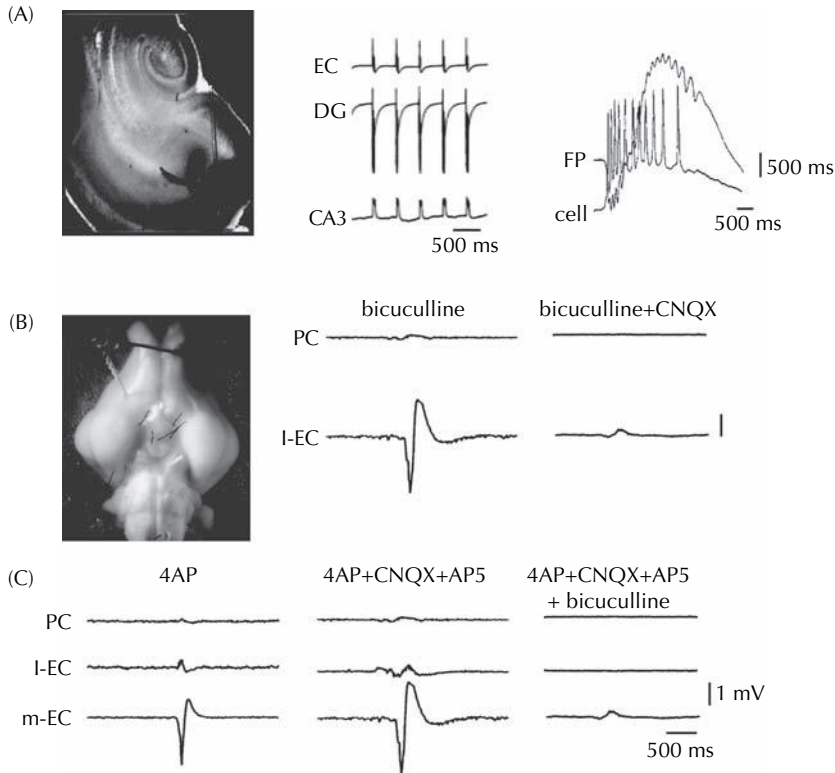 (A)
EC
DG
CA3
500 ms
FP
cell
500 ms
500 ms
(B)
bicuculline
bicuculline+CNQX
PC
l-EC
(C)
4AP
4AP+CNQX+AP5
4AP+CNQX+AP5
+ bicuculline
PC
l-EC
m-EC
1 mV
500 ms